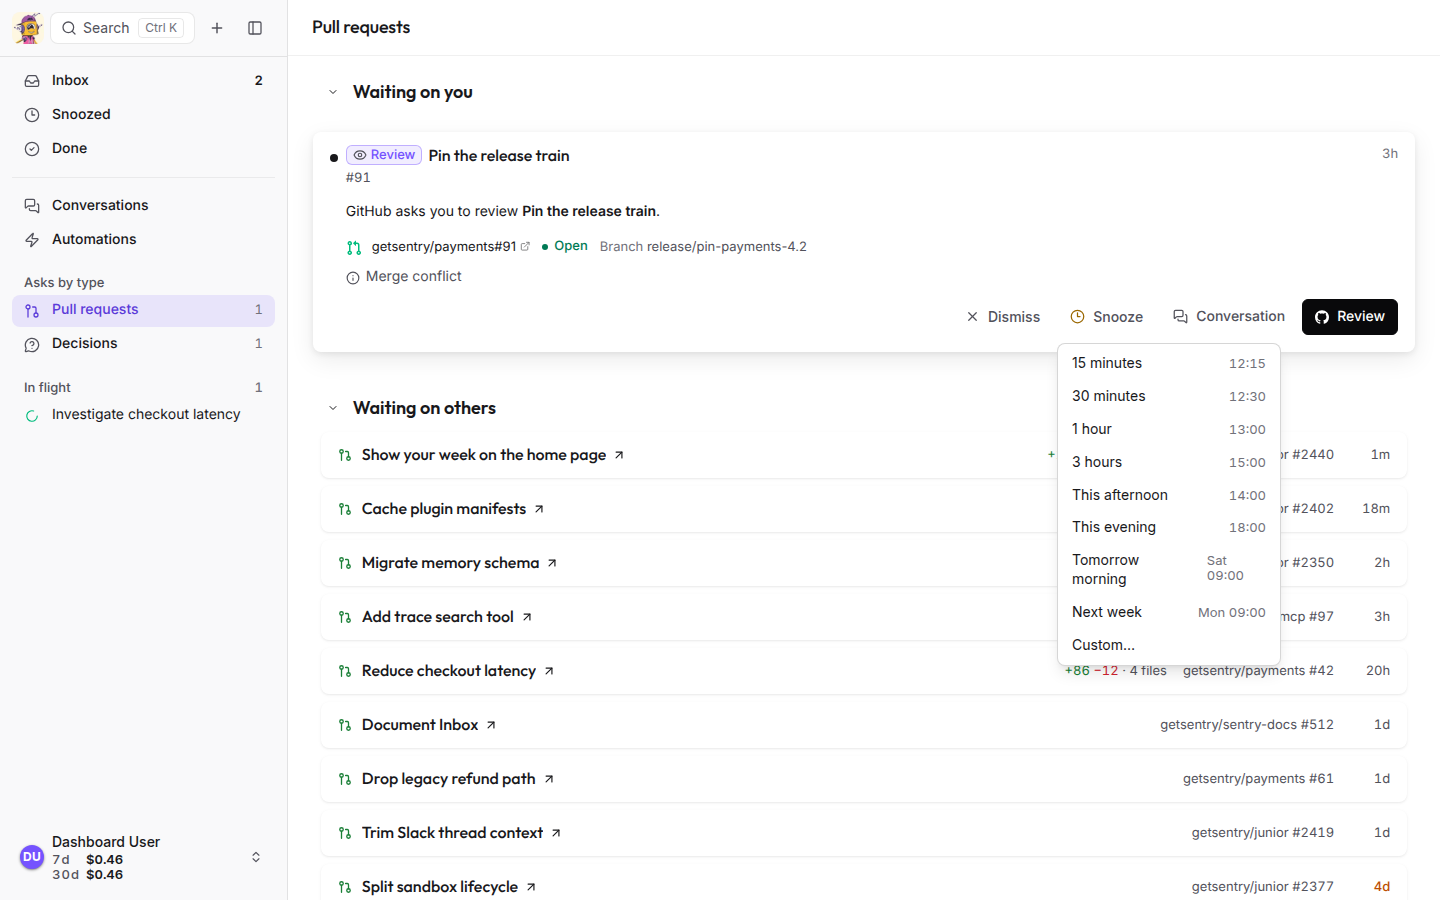 Search Ctrl K
Inbox 2
Snoozed
Done
Conversations
Automations
Asks by type
Pull requests 1
Decisions 1
In flight 1
Investigate checkout latency
DU
Dashboard User
7d $0.46
30d $0.46
Pull requests
Waiting on you
Review Pin the release train 3h
#91
GitHub asks you to review Pin the release train.
getsentry/payments#91 Open Branch release/pin-payments-4.2
Merge conflict
Dismiss Snooze Conversation Review
15 minutes 12:15
30 minutes 12:30
1 hour 13:00
3 hours 15:00
This afternoon 14:00
This evening 18:00
Tomorrow morning Sat 09:00
Next week Mon 09:00
Custom...
Waiting on others
Show your week on the home page + #2440 1m
Cache plugin manifests #2402 18m
Migrate memory schema #2350 2h
Add trace search tool mcp #97 3h
Reduce checkout latency +86 −12 · 4 files getsentry/payments #42 20h
Document Inbox getsentry/sentry-docs #512 1d
Drop legacy refund path getsentry/payments #61 1d
Trim Slack thread context getsentry/junior #2419 1d
Split sandbox lifecycle getsentry/junior #2377 4d